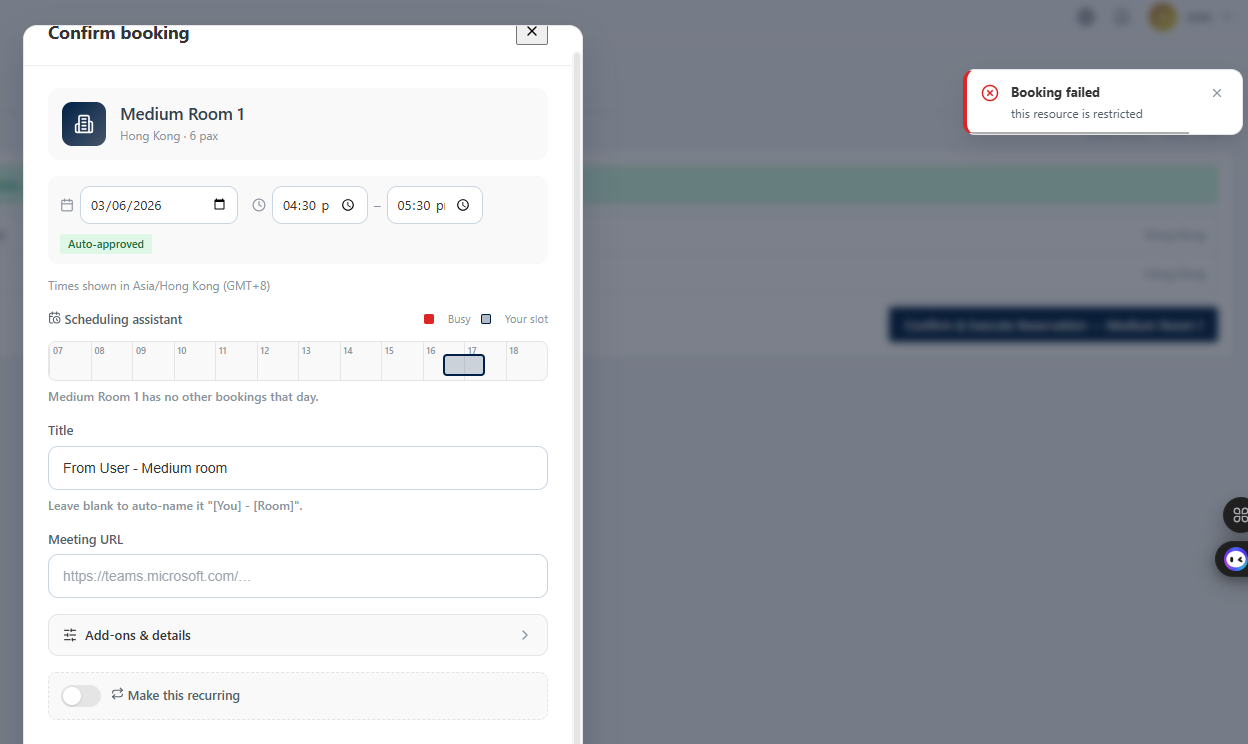 Confirm booking
Medium Room 1
Hong Kong · 6 pax
03/06/2026
04:30 p
–
05:30 p
Auto-approved
Times shown in Asia/Hong Kong (GMT+8)
Scheduling assistant
Busy
Your slot
07 08 09 10 11 12 13 14 15 16 17 18
Medium Room 1 has no other bookings that day.
Title
From User - Medium room
Leave blank to auto-name it "[You] - [Room]".
Meeting URL
https://teams.microsoft.com/…
Add-ons & details
Make this recurring
Booking failed
this resource is restricted
Hong Kong
Hong Kong